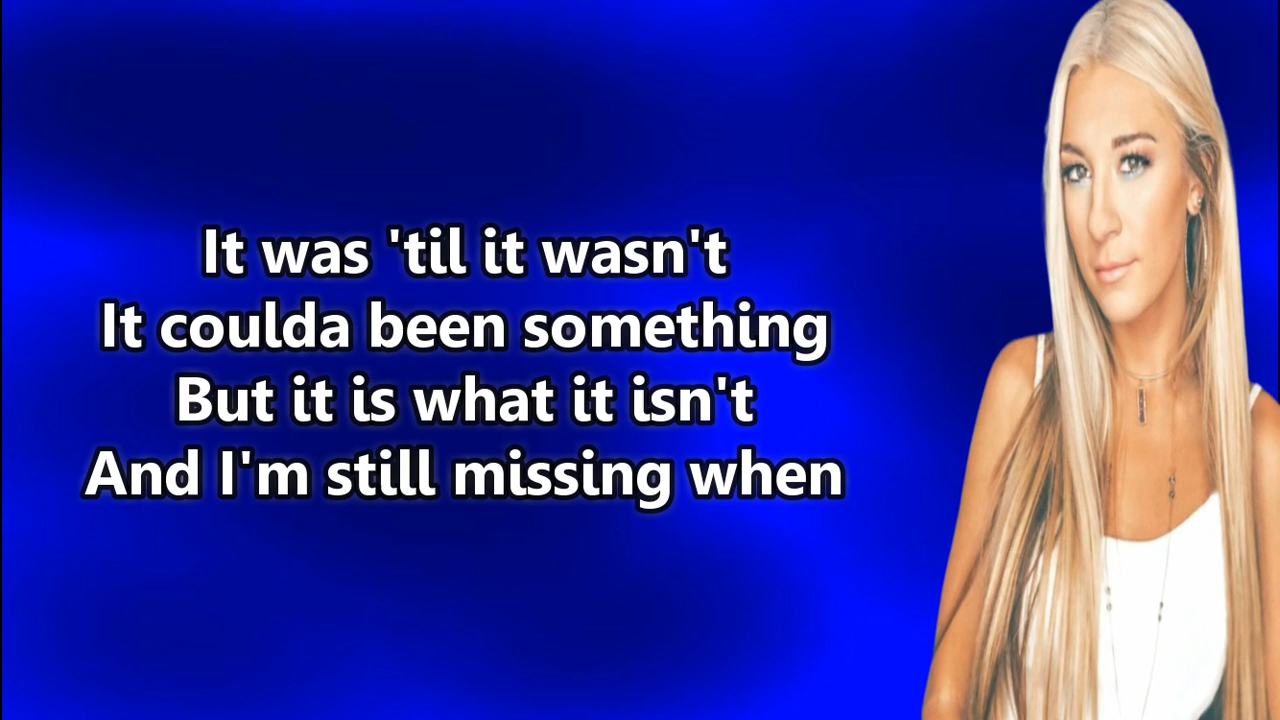 It was 'til it wasn't
It coulda been something
But it is what it isn't
And I'm still missing when